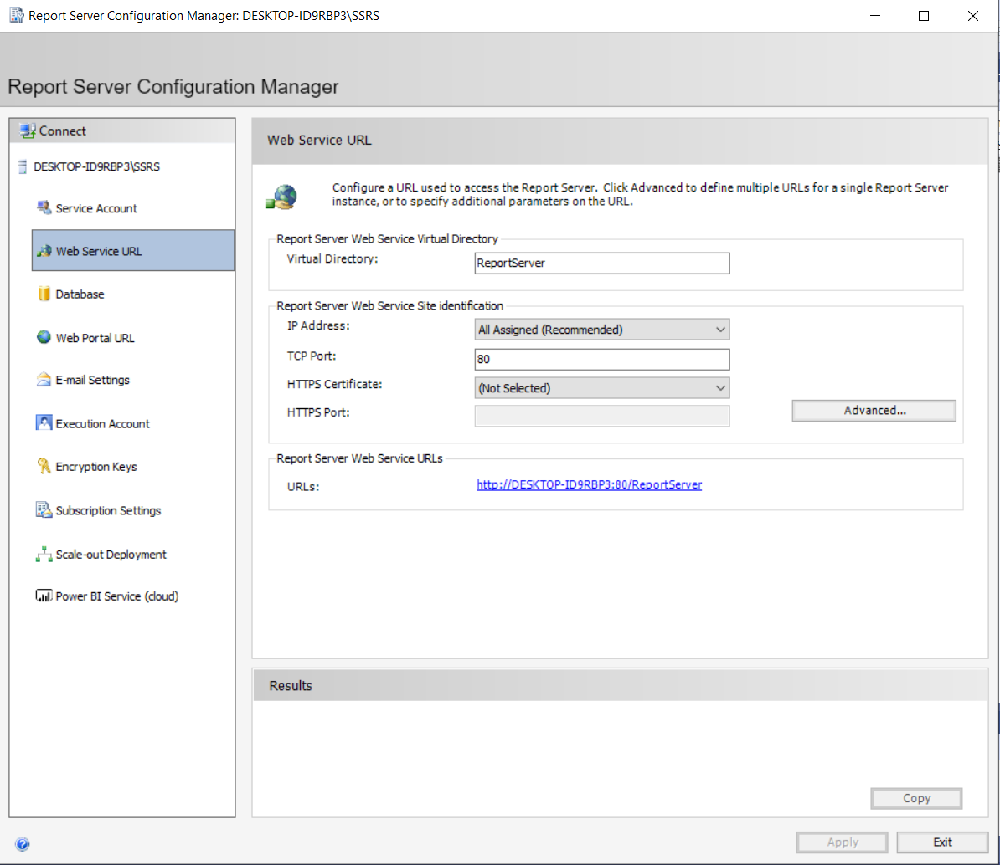 Report Server Configuration Manager: DESKTOP-ID9RBP3\SSRS
Report Server Configuration Manager
Connect
DESKTOP-ID9RBP3\SSRS
Service Account
Web Service URL
Database
Web Portal URL
E-mail Settings
Execution Account
Encryption Keys
Subscription Settings
Scale-out Deployment
Power BI Service (cloud)
Web Service URL
Configure a URL used to access the Report Server. Click Advanced to define multiple URLs for a single Report Server
instance, or to specify additional parameters on the URL.
Report Server Web Service Virtual Directory
Virtual Directory: ReportServer
Report Server Web Service Site identification
IP Address: All Assigned (Recommended)
TCP Port: 80
HTTPS Certificate: (Not Selected)
HTTPS Port:
Advanced...
Report Server Web Service URLs
URLs: http://DESKTOP-ID9RBP3:80/ReportServer
Results
Copy
Apply Exit